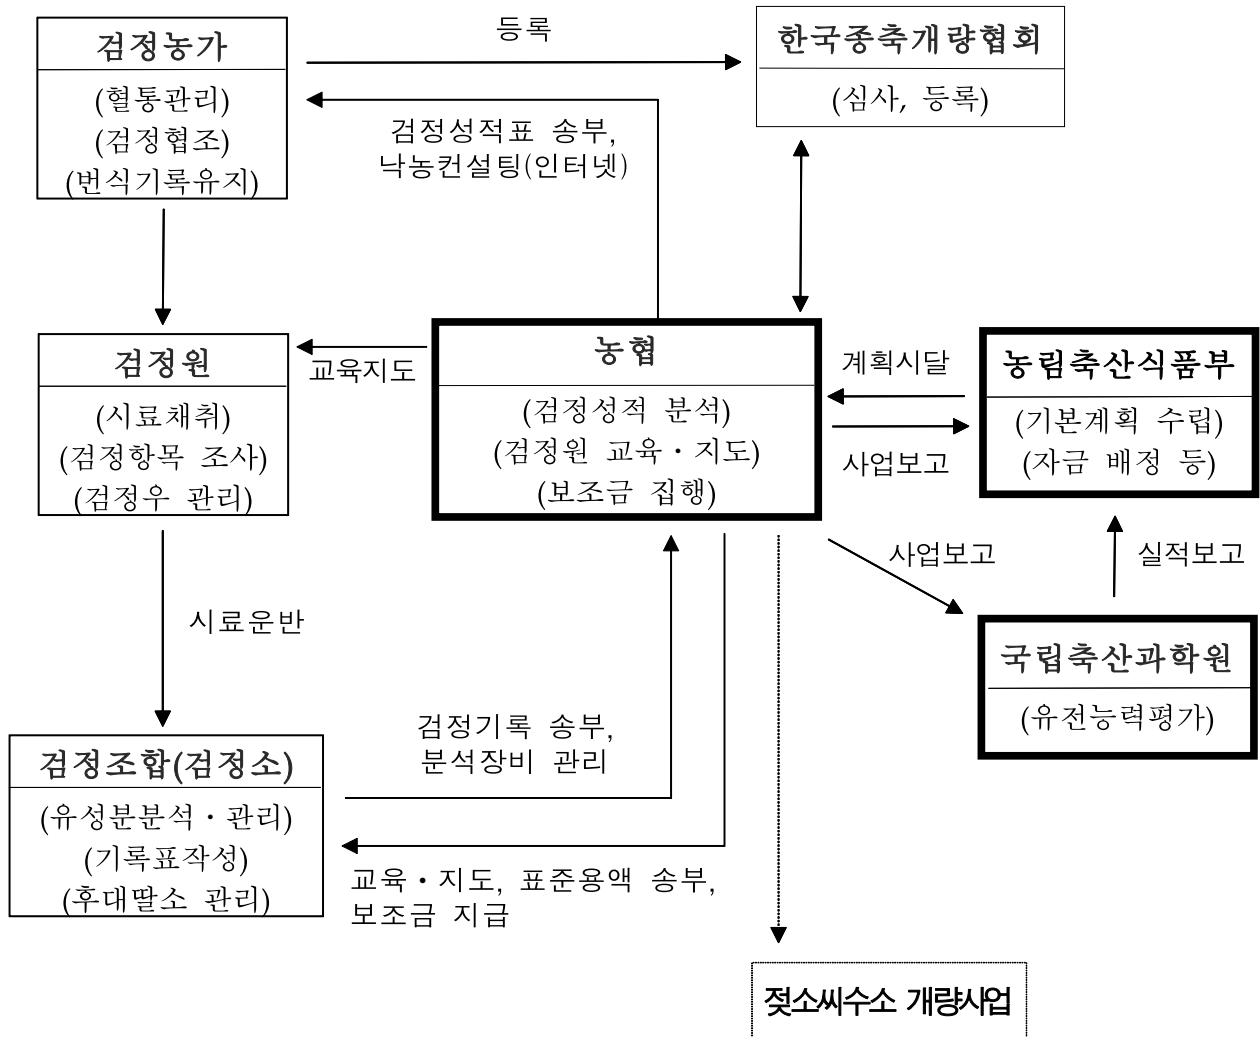 등록
검정농가
(혈통관리)
(검정협조)
(번식기록유지)
한국종축개량협회
(심사, 등록)
검정성적표 송부,
낙농컨설팅(인터넷)
검정원
(시료채취)
(검정항목 조사)
(검정우 관리)
교육지도
농협
(검정성적 분석)
(검정원 교육·지도)
(보조금 집행)
계획시달
사업보고
농림축산식품부
(기본계획 수립)
(자금 배정 등)
사업보고
실적보고
국립축산과학원
(유전능력평가)
시료운반
검정기록 송부,
분석장비 관리
검정조합(검정소)
(유성분분석·관리)
(기록표작성)
(후대딸소 관리)
교육·지도, 표준용액 송부,
보조금 지급
젖소씨수소 개량사업